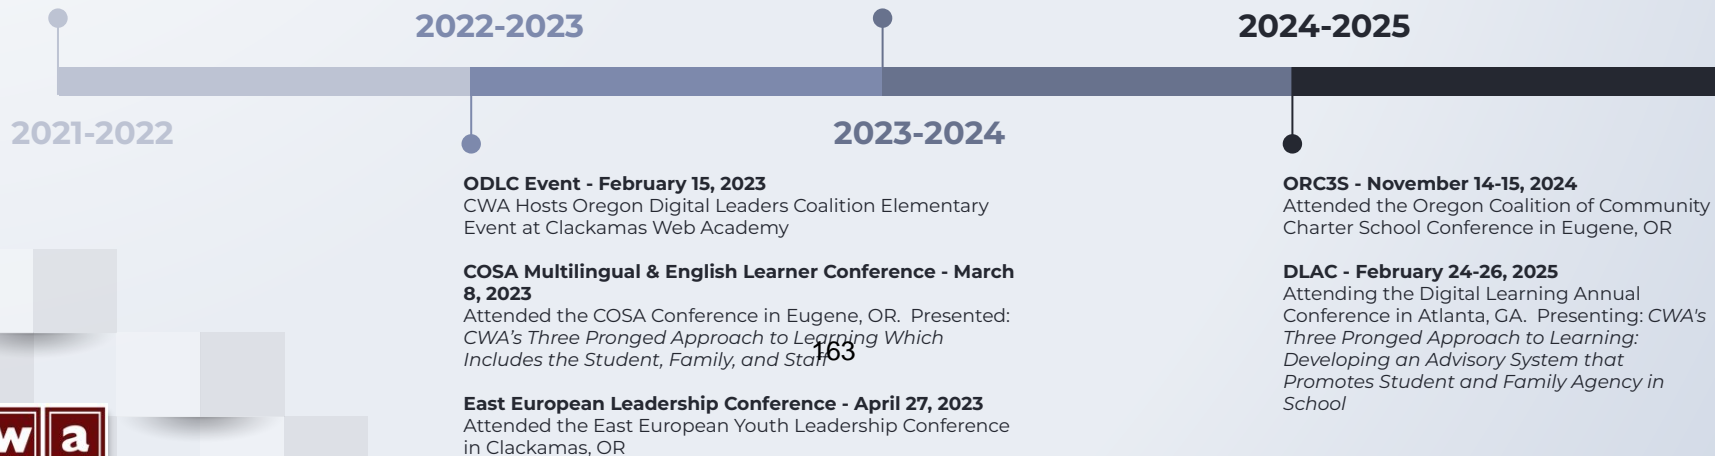 2022-2023
2024-2025
2021-2022
2023-2024
ODLC Event - February 15, 2023
CWA Hosts Oregon Digital Leaders Coalition Elementary
Event at Clackamas Web Academy
COSA Multilingual & English Learner Conference - March
8, 2023
Attended the COSA Conference in Eugene, OR.  Presented:
CWA’s Three Pronged Approach to Learning Which
Includes the Student, Family, and Staff
163
East European Leadership Conference - April 27, 2023
Attended the East European Youth Leadership Conference
in Clackamas, OR
ORC3S - November 14-15, 2024
Attended the Oregon Coalition of Community
Charter School Conference in Eugene, OR
DLAC - February 24-26, 2025
Attending the Digital Learning Annual
Conference in Atlanta, GA.  Presenting: CWA's
Three Pronged Approach to Learning:
Developing an Advisory System that
Promotes Student and Family Agency in
School
w a